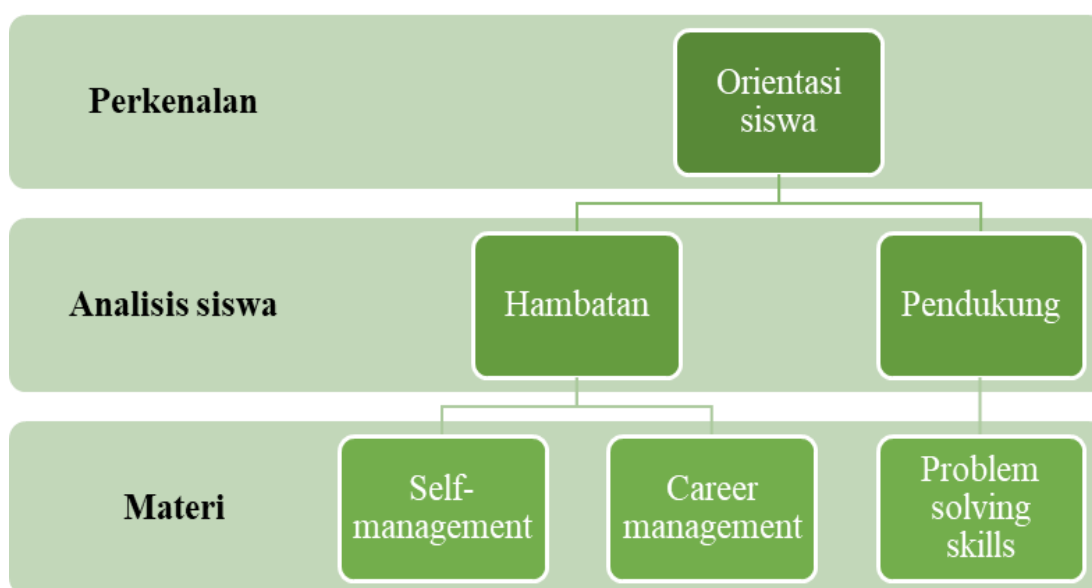 Perkenalan
Orientasi
siswa
Analisis siswa
Hambatan
Pendukung
Materi
Self-
management
Career
management
Problem
solving
skills